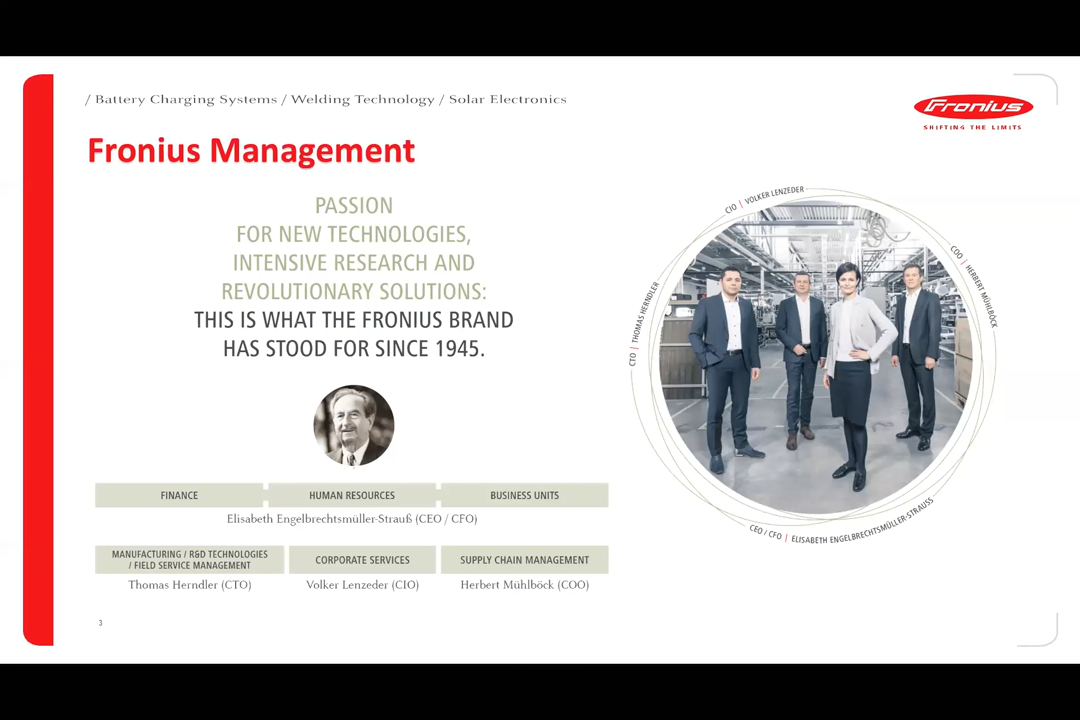 / Battery Charging Systems / Welding Technology / Solar Electronics
Fronius
SHIFTING THE LIMITS
Fronius Management
PASSION
FOR NEW TECHNOLOGIES,
INTENSIVE RESEARCH AND
REVOLUTIONARY SOLUTIONS:
THIS IS WHAT THE FRONIUS BRAND
HAS STOOD FOR SINCE 1945.
CIO | VOLKER LENZEDER
COO | HERBERT MÜHLBÖCK
CTO | THOMAS HERNDLER
CEO / CFO | ELISABETH ENGELBRECHTSMÜLLER-STRAUSS
FINANCE
HUMAN RESOURCES
BUSINESS UNITS
Elisabeth Engelbrechtsmüller-Strauß (CEO / CFO)
MANUFACTURING / R&D TECHNOLOGIES
/ FIELD SERVICE MANAGEMENT
CORPORATE SERVICES
SUPPLY CHAIN MANAGEMENT
Thomas Herndler (CTO)
Volker Lenzeder (CIO)
Herbert Mühlböck (COO)
3